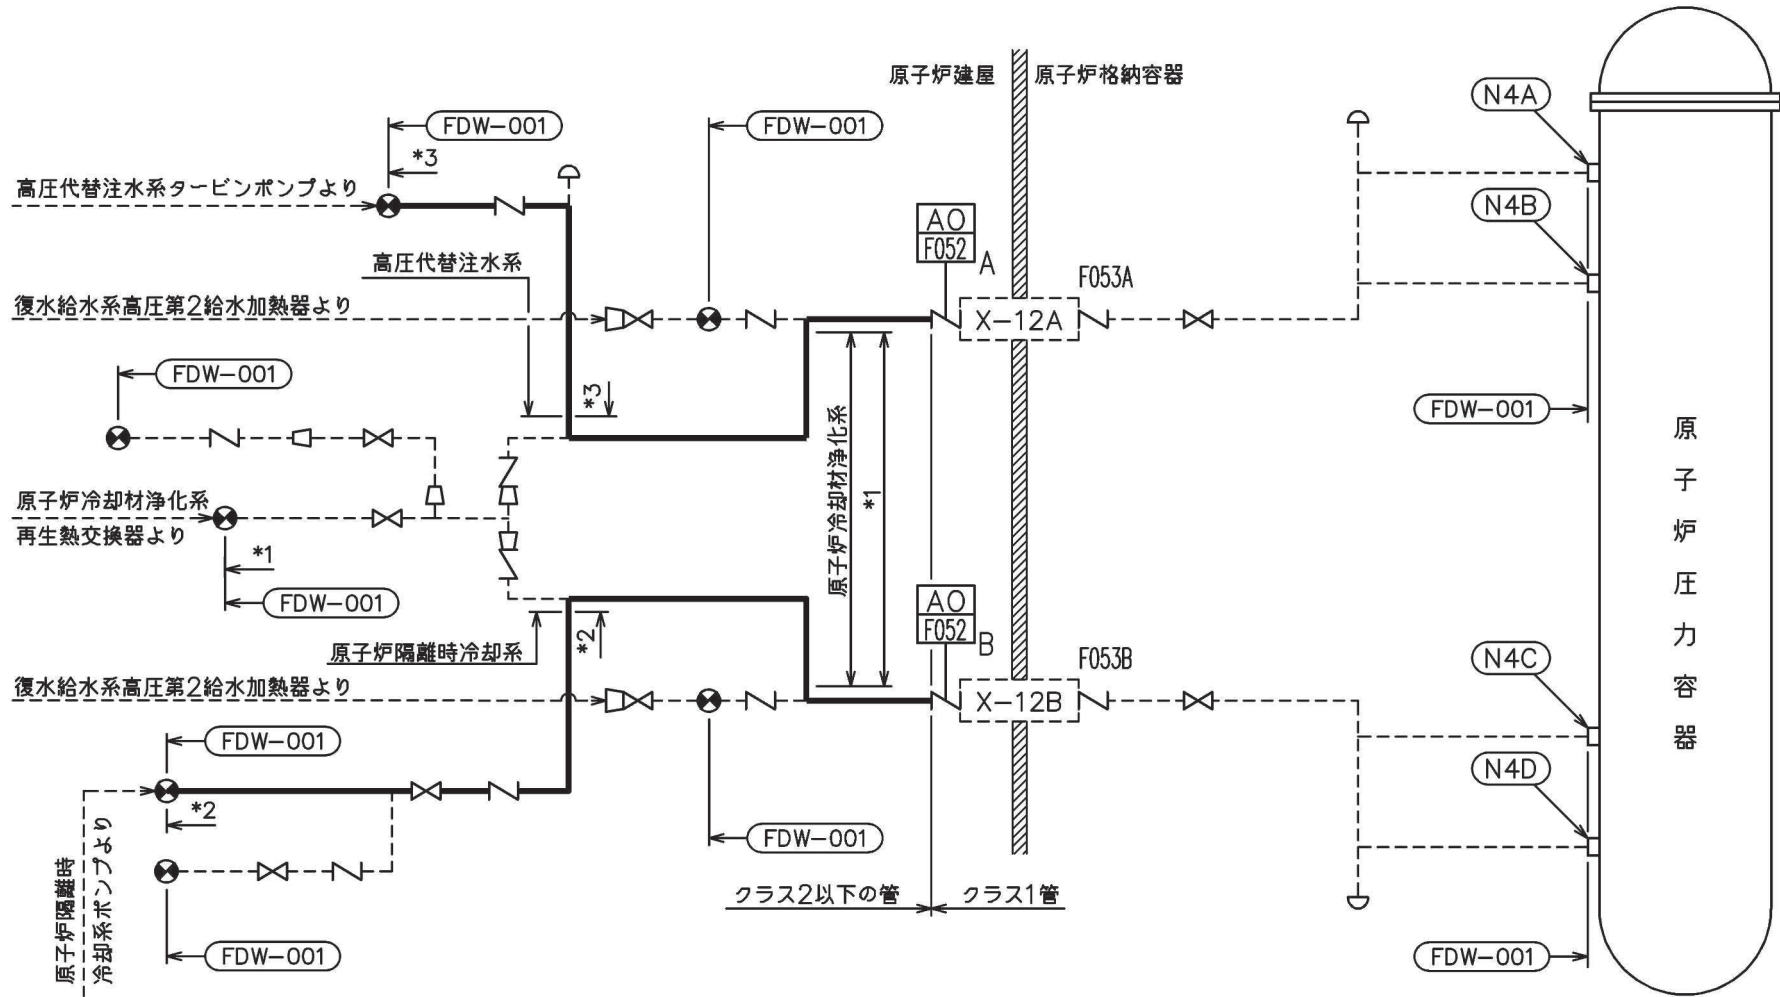 原子炉建屋
原子炉格納容器
N4A
FDW-001
FDW-001
*3
高圧代替注水系タービンポンプより
N4B
AO
F052
A
高圧代替注水系
F053A
復水給水系高圧第2給水加熱器より
X-12A
FDW-001
*3
FDW-001
原子炉冷却材浄化系
*1
原子炉圧力容器
原子炉冷却材浄化系
再生熱交換器より
*1
FDW-001
AO
F052
B
*2
原子炉隔離時冷却系
F053B
N4C
復水給水系高圧第2給水加熱器より
X-12B
FDW-001
N4D
*2
FDW-001
原子炉隔離時
冷却系ポンプより
クラス2以下の管
クラス1管
FDW-001
FDW-001